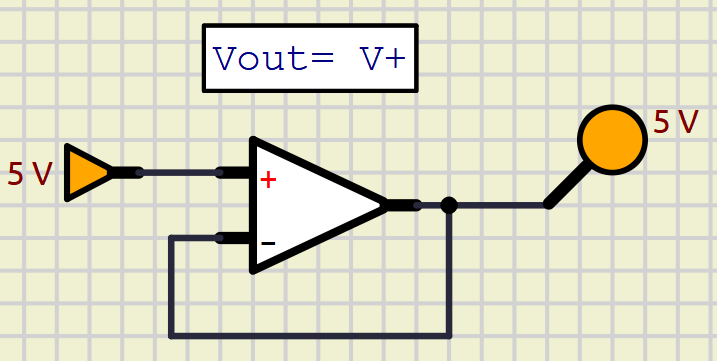 Vout= V+
5 V
5 V
+
−